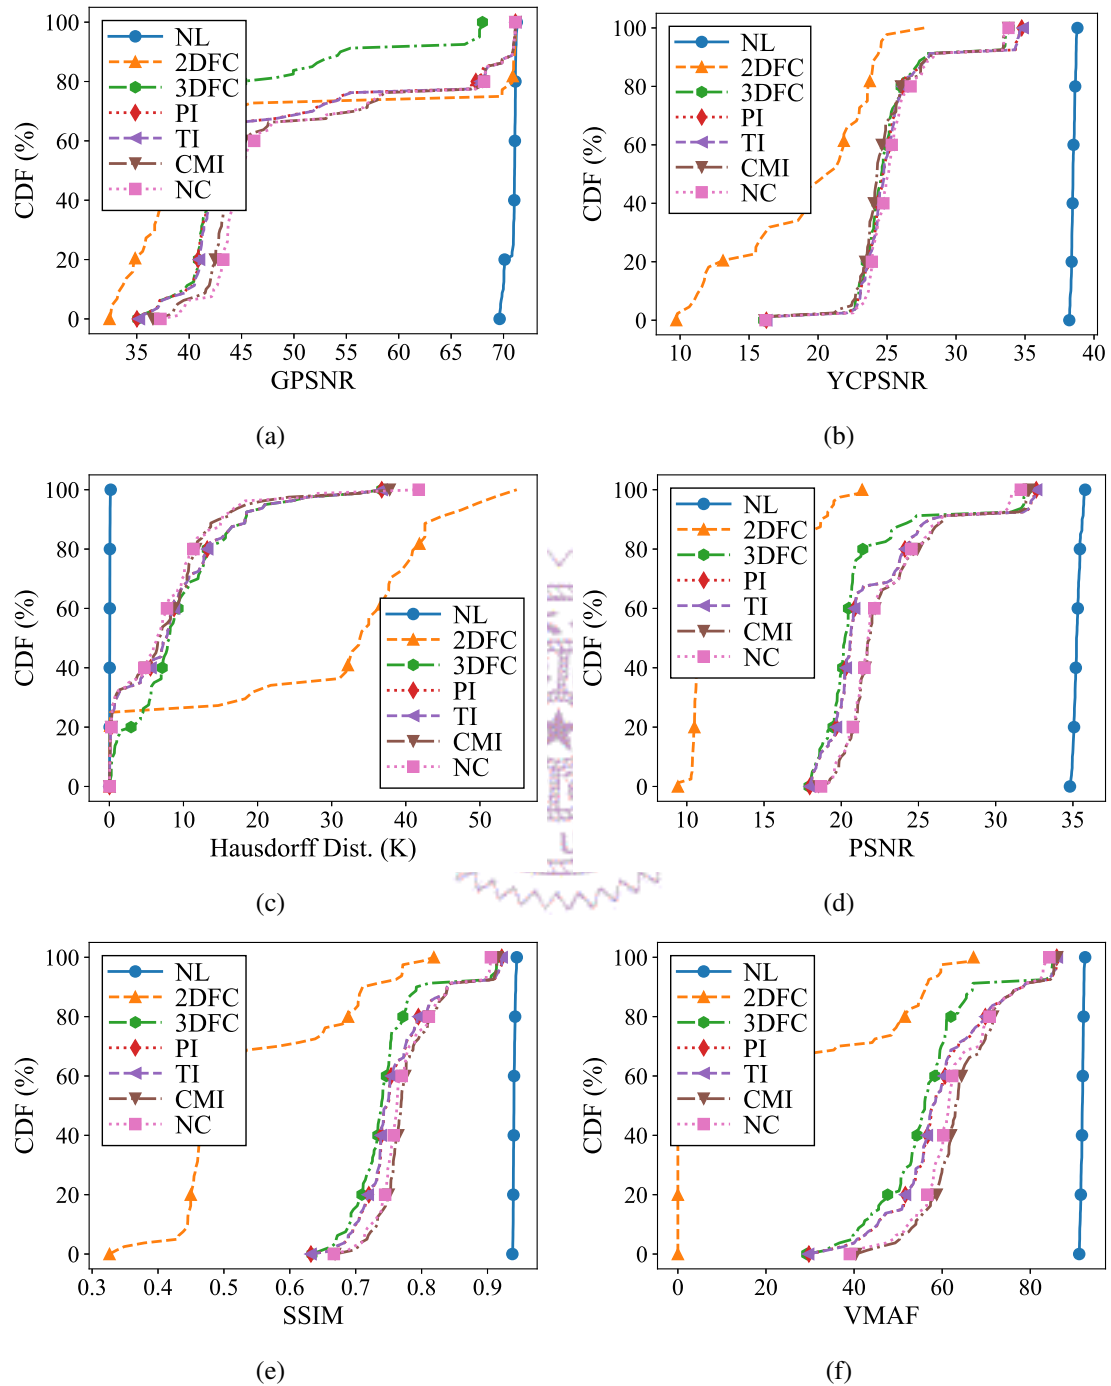 100
80
60
40
20
0
CDF (%)
NL
2DFC
3DFC
PI
TI
CMI
NC
35 40 45 50 55 60 65 70
GPSNR
(a)
100
80
60
40
20
0
CDF (%)
NL
2DFC
3DFC
PI
TI
CMI
NC
10 15 20 25 30 35 40
YCPSNR
(b)
100
80
60
40
20
0
CDF (%)
NL
2DFC
3DFC
PI
TI
CMI
NC
0 10 20 30 40 50
Hausdorff Dist. (K)
(c)
100
80
60
40
20
0
CDF (%)
NL
2DFC
3DFC
PI
TI
CMI
NC
10 15 20 25 30 35
PSNR
(d)
100
80
60
40
20
0
CDF (%)
NL
2DFC
3DFC
PI
TI
CMI
NC
0.3 0.4 0.5 0.6 0.7 0.8 0.9
SSIM
(e)
100
80
60
40
20
0
CDF (%)
NL
2DFC
3DFC
PI
TI
CMI
NC
0 20 40 60 80
VMAF
(f)